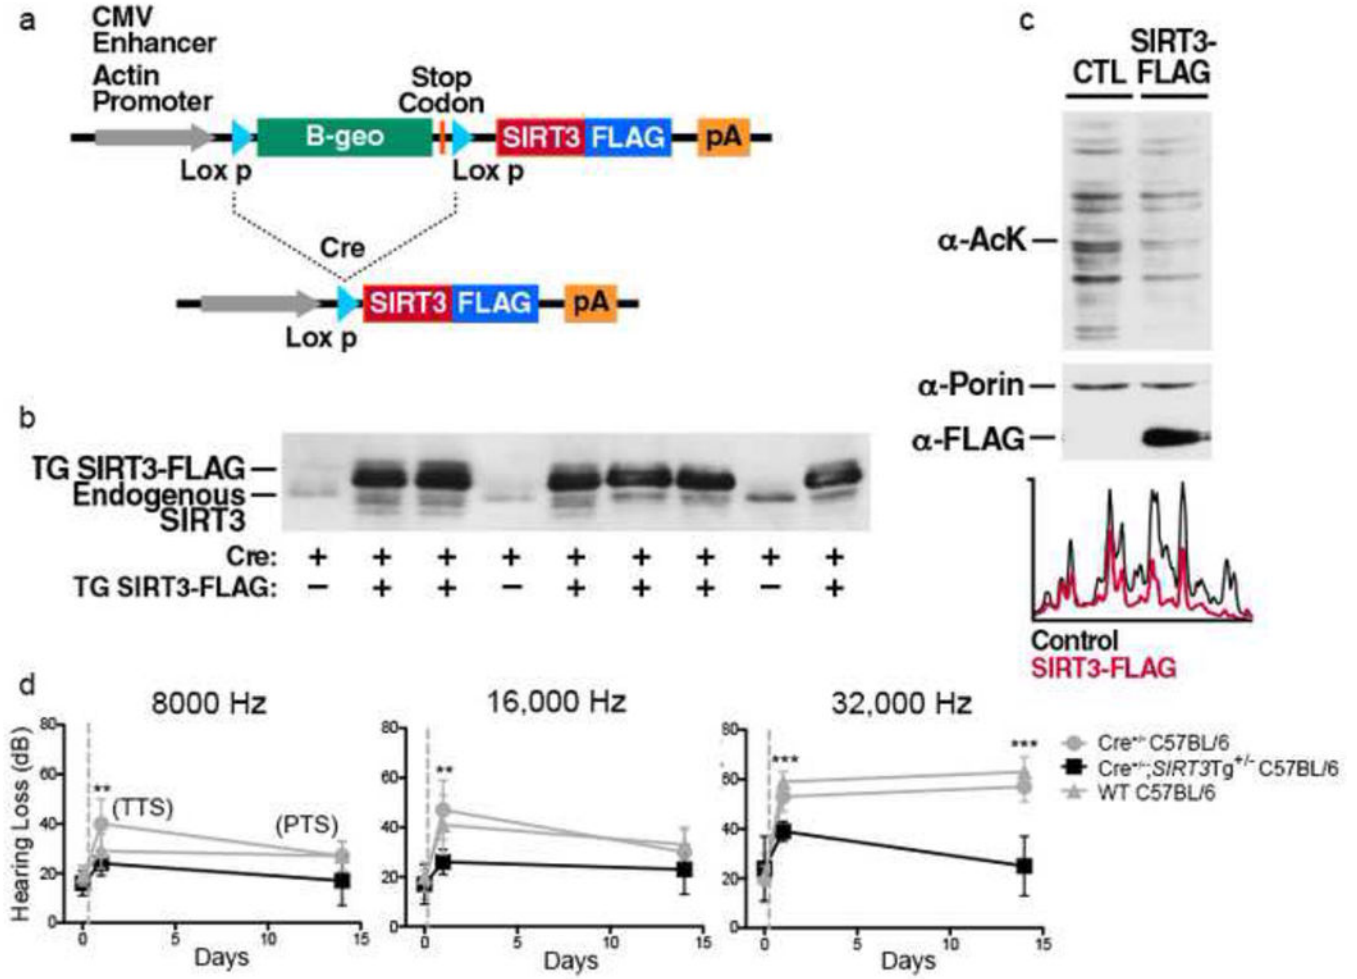 a
CMV
Enhancer
Actin
Promoter
Stop
Codon
B-geo
SIRT3 FLAG
pA
Lox p
Lox p
Cre
SIRT3 FLAG
pA
Lox p
b
TG SIRT3-FLAG
Endogenous
SIRT3
Cre: + + + + + + + + +
TG SIRT3-FLAG: − + + − + + + − +
c
CTL
SIRT3-
FLAG
α-AcK
α-Porin
α-FLAG
Control
SIRT3-FLAG
d
8000 Hz
Hearing Loss (dB)
80
60
40
20
0
**
(TTS)
(PTS)
0 5 10 15
Days
16,000 Hz
80
60
40
20
0
**
0 5 10 15
Days
32,000 Hz
80
60
40
20
0
***
***
0 5 10 15
Days
Cre+/- C57BL/6
Cre+/-;SIRT3Tg+/- C57BL/6
WT C57BL/6